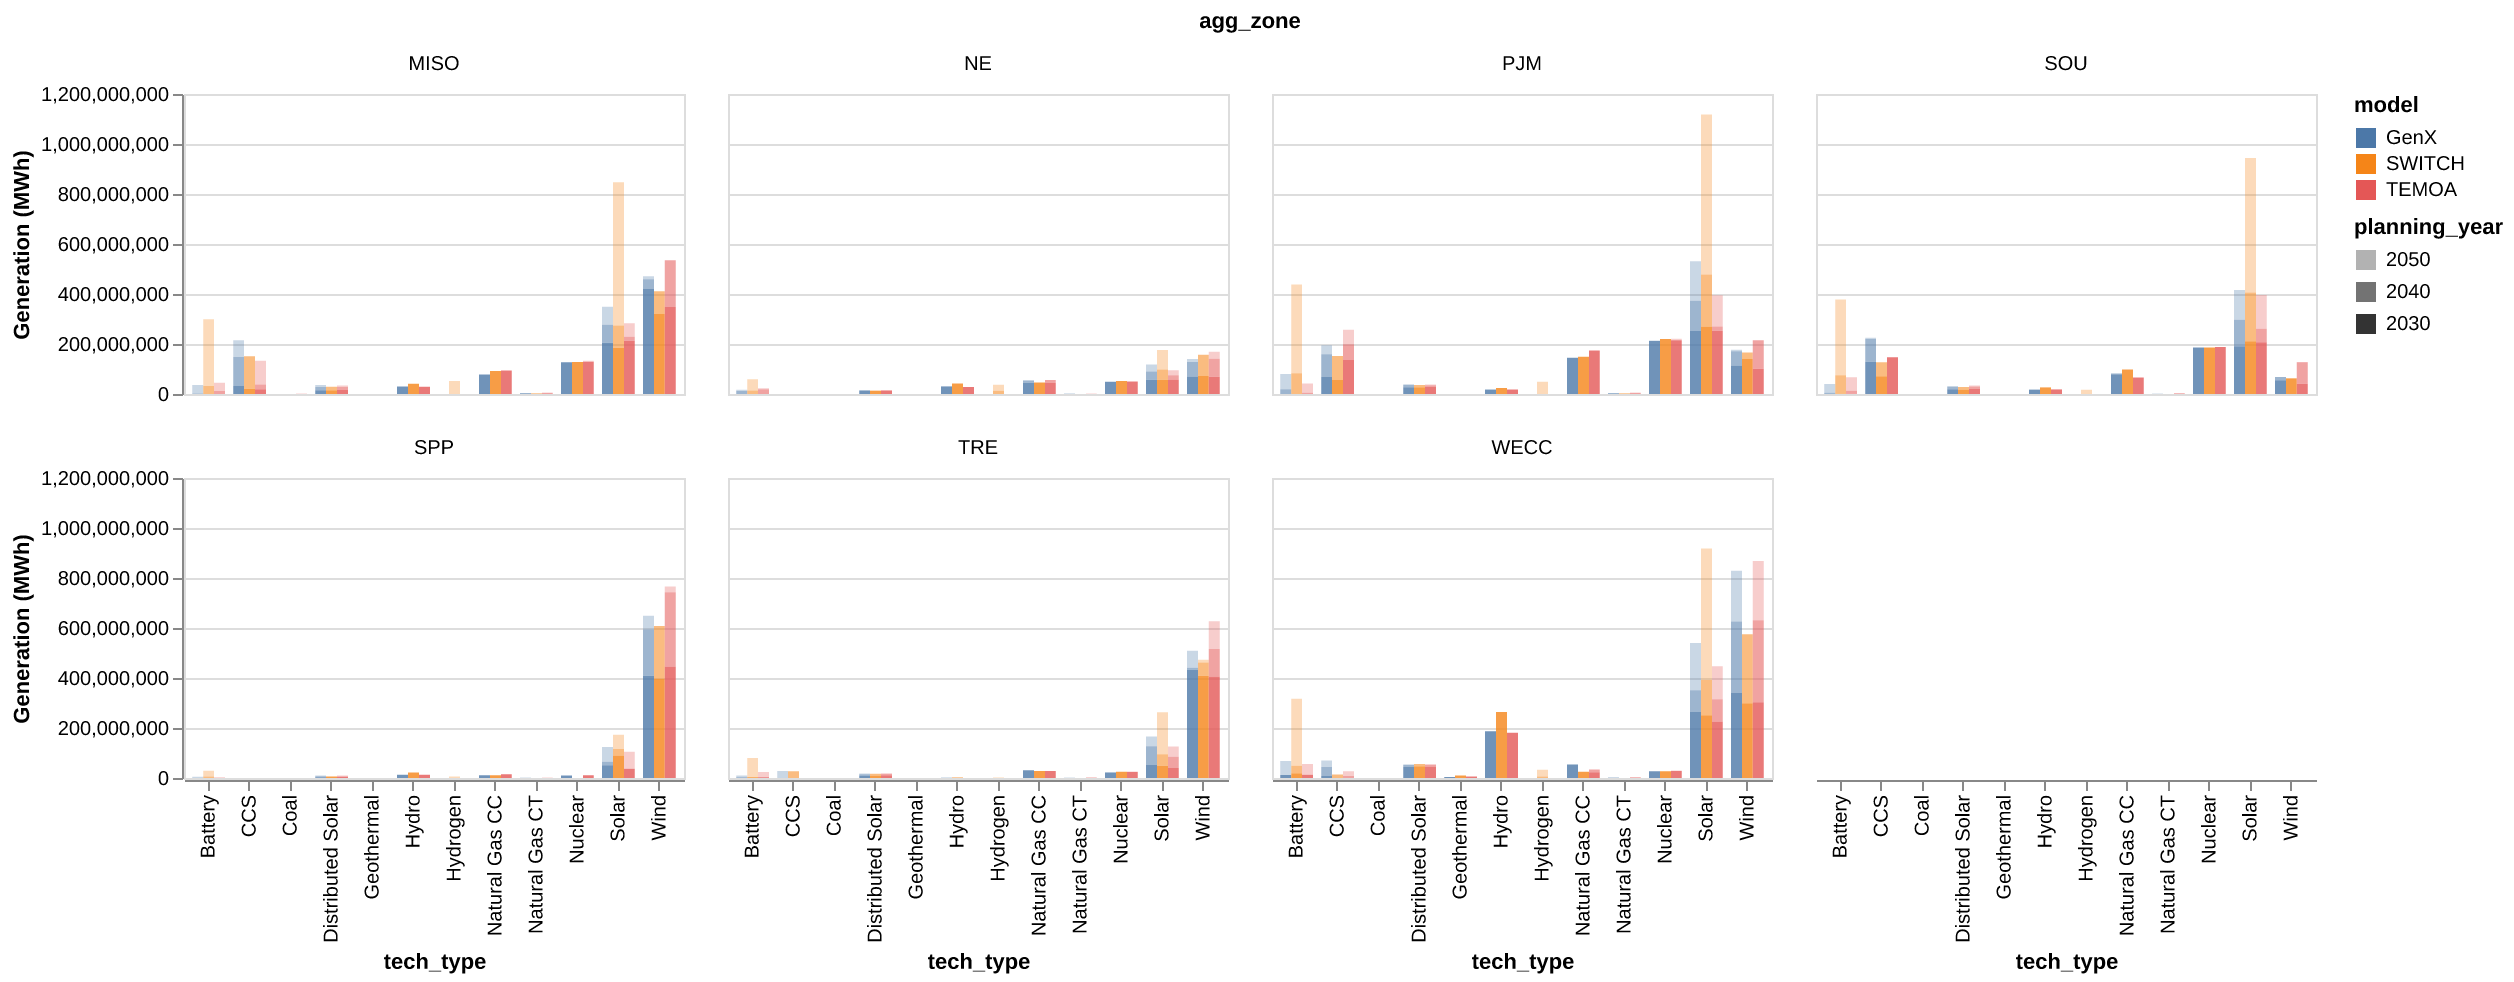 agg_zone
MISO
NE
PJM
SOU
1,200,000,000
1,000,000,000
800,000,000
600,000,000
400,000,000
200,000,000
0
Generation (MWh)
model
GenX
SWITCH
TEMOA
planning_year
2050
2040
2030
SPP
TRE
WECC
1,200,000,000
1,000,000,000
800,000,000
600,000,000
400,000,000
200,000,000
0
Generation (MWh)
Battery
CCS
Coal
Distributed Solar
Geothermal
Hydro
Hydrogen
Natural Gas CC
Natural Gas CT
Nuclear
Solar
Wind
tech_type
Battery
CCS
Coal
Distributed Solar
Geothermal
Hydro
Hydrogen
Natural Gas CC
Natural Gas CT
Nuclear
Solar
Wind
tech_type
Battery
CCS
Coal
Distributed Solar
Geothermal
Hydro
Hydrogen
Natural Gas CC
Natural Gas CT
Nuclear
Solar
Wind
tech_type
Battery
CCS
Coal
Distributed Solar
Geothermal
Hydro
Hydrogen
Natural Gas CC
Natural Gas CT
Nuclear
Solar
Wind
tech_type